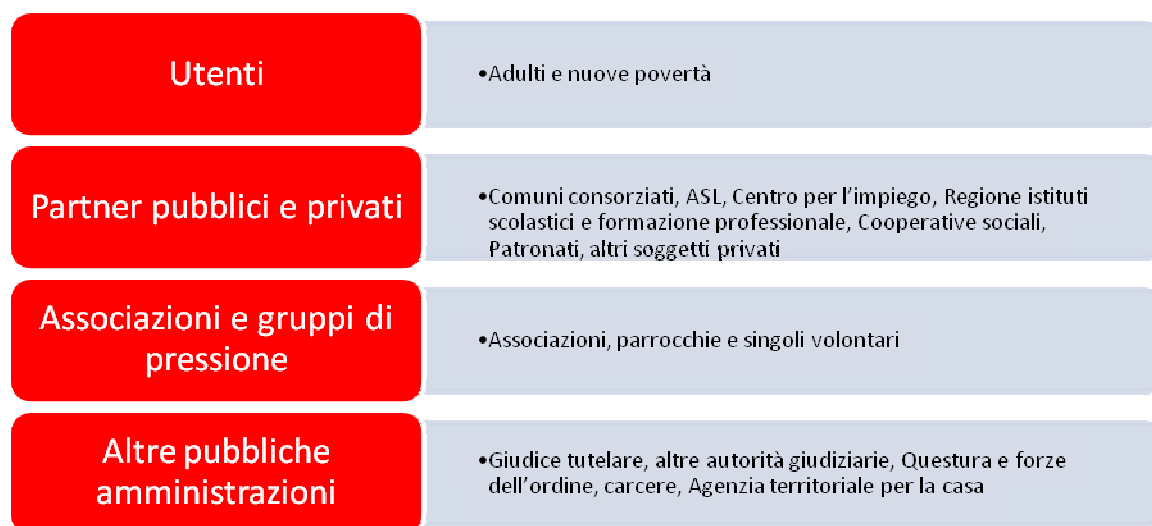 Utenti
•Adulti e nuove povertà
Partner pubblici e privati
•Comuni consorziati, ASL, Centro per l'impiego, Regione istituti
scolastici e formazione professionale, Cooperative sociali,
Patronati, altri soggetti privati
Associazioni e gruppi di
pressione
•Associazioni, parrocchie e singoli volontari
Altre pubbliche
amministrazioni
•Giudice tutelare, altre autorità giudiziarie, Questura e forze
dell'ordine, carcere, Agenzia territoriale per la casa